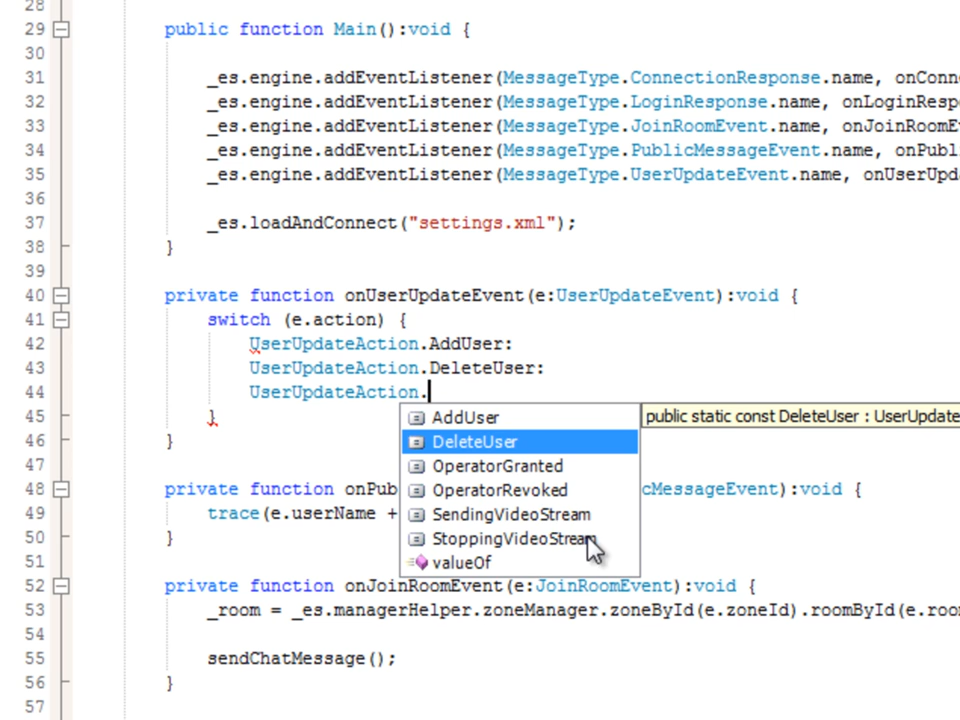 28
29 public function Main():void {
30
31 _es.engine.addEventListener(MessageType.ConnectionResponse.name, onConn
32 _es.engine.addEventListener(MessageType.LoginResponse.name, onLoginResp
33 _es.engine.addEventListener(MessageType.JoinRoomEvent.name, onJoinRoomE
34 _es.engine.addEventListener(MessageType.PublicMessageEvent.name, onPubl
35 _es.engine.addEventListener(MessageType.UserUpdateEvent.name, onUserUpd
36
37 _es.loadAndConnect("settings.xml");
38 }
39
40 private function onUserUpdateEvent(e:UserUpdateEvent):void {
41 switch (e.action) {
42 UserUpdateAction.AddUser:
43 UserUpdateAction.DeleteUser:
44 UserUpdateAction.
45 }
46 }
47
48 private function onPub cMessageEvent):void {
49 trace(e.userName +
50 }
51
52 private function onJoinRoomEvent(e:JoinRoomEvent):void {
53 _room = _es.managerHelper.zoneManager.zoneById(e.zoneId).roomById(e.roo
54
55 sendChatMessage();
56 }
57
AddUser
DeleteUser
OperatorGranted
OperatorRevoked
SendingVideoStream
StoppingVideoStream
valueOf
public static const DeleteUser : UserUpdate